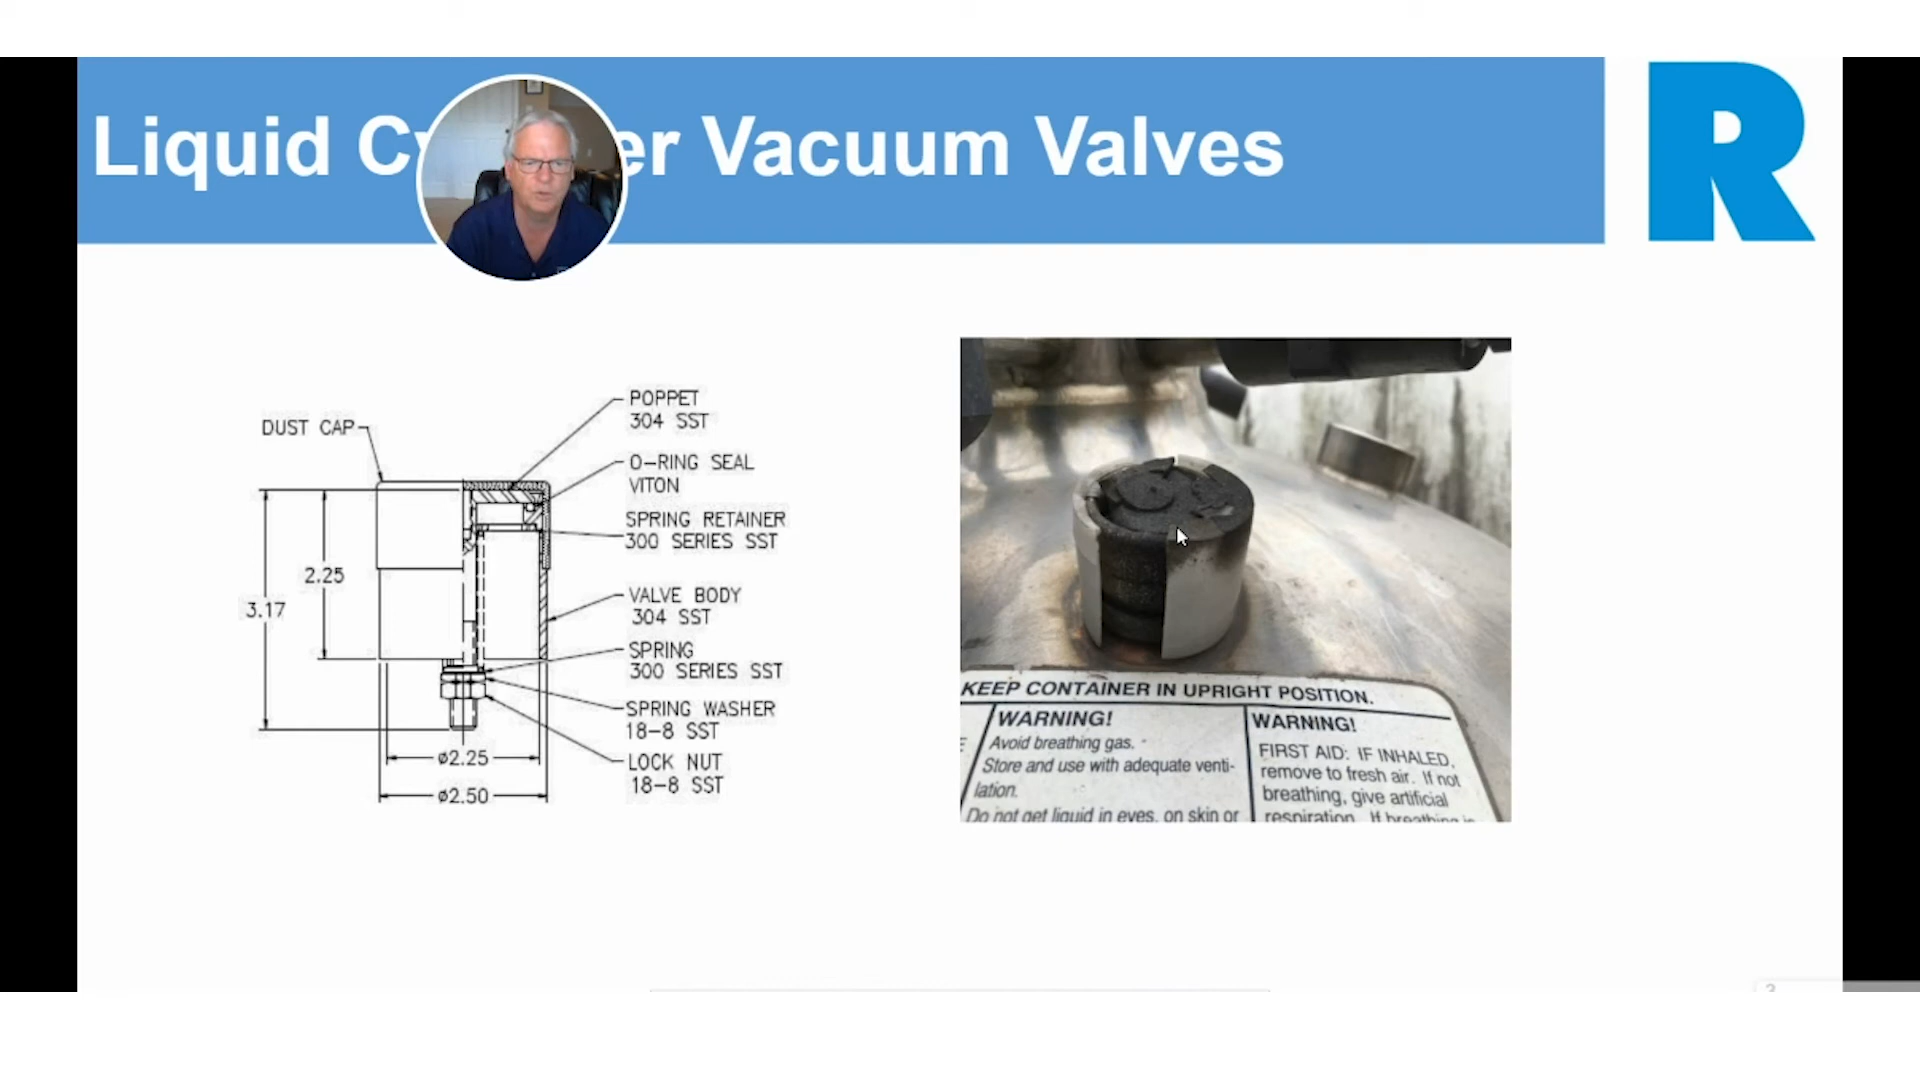 Liquid Cy er Vacuum Valves
R
DUST CAP
POPPET
304 SST
O-RING SEAL
VITON
SPRING RETAINER
300 SERIES SST
2.25
3.17
VALVE BODY
304 SST
SPRING
300 SERIES SST
SPRING WASHER
18-8 SST
LOCK NUT
18-8 SST
ø2.25
ø2.50
KEEP CONTAINER IN UPRIGHT POSITION.
WARNING!
Avoid breathing gas.
Store and use with adequate venti-
lation.
Do not get liquid in eyes, on skin or
WARNING!
FIRST AID: IF INHALED,
remove to fresh air. If not
breathing, give artificial
respiration. If breathing is